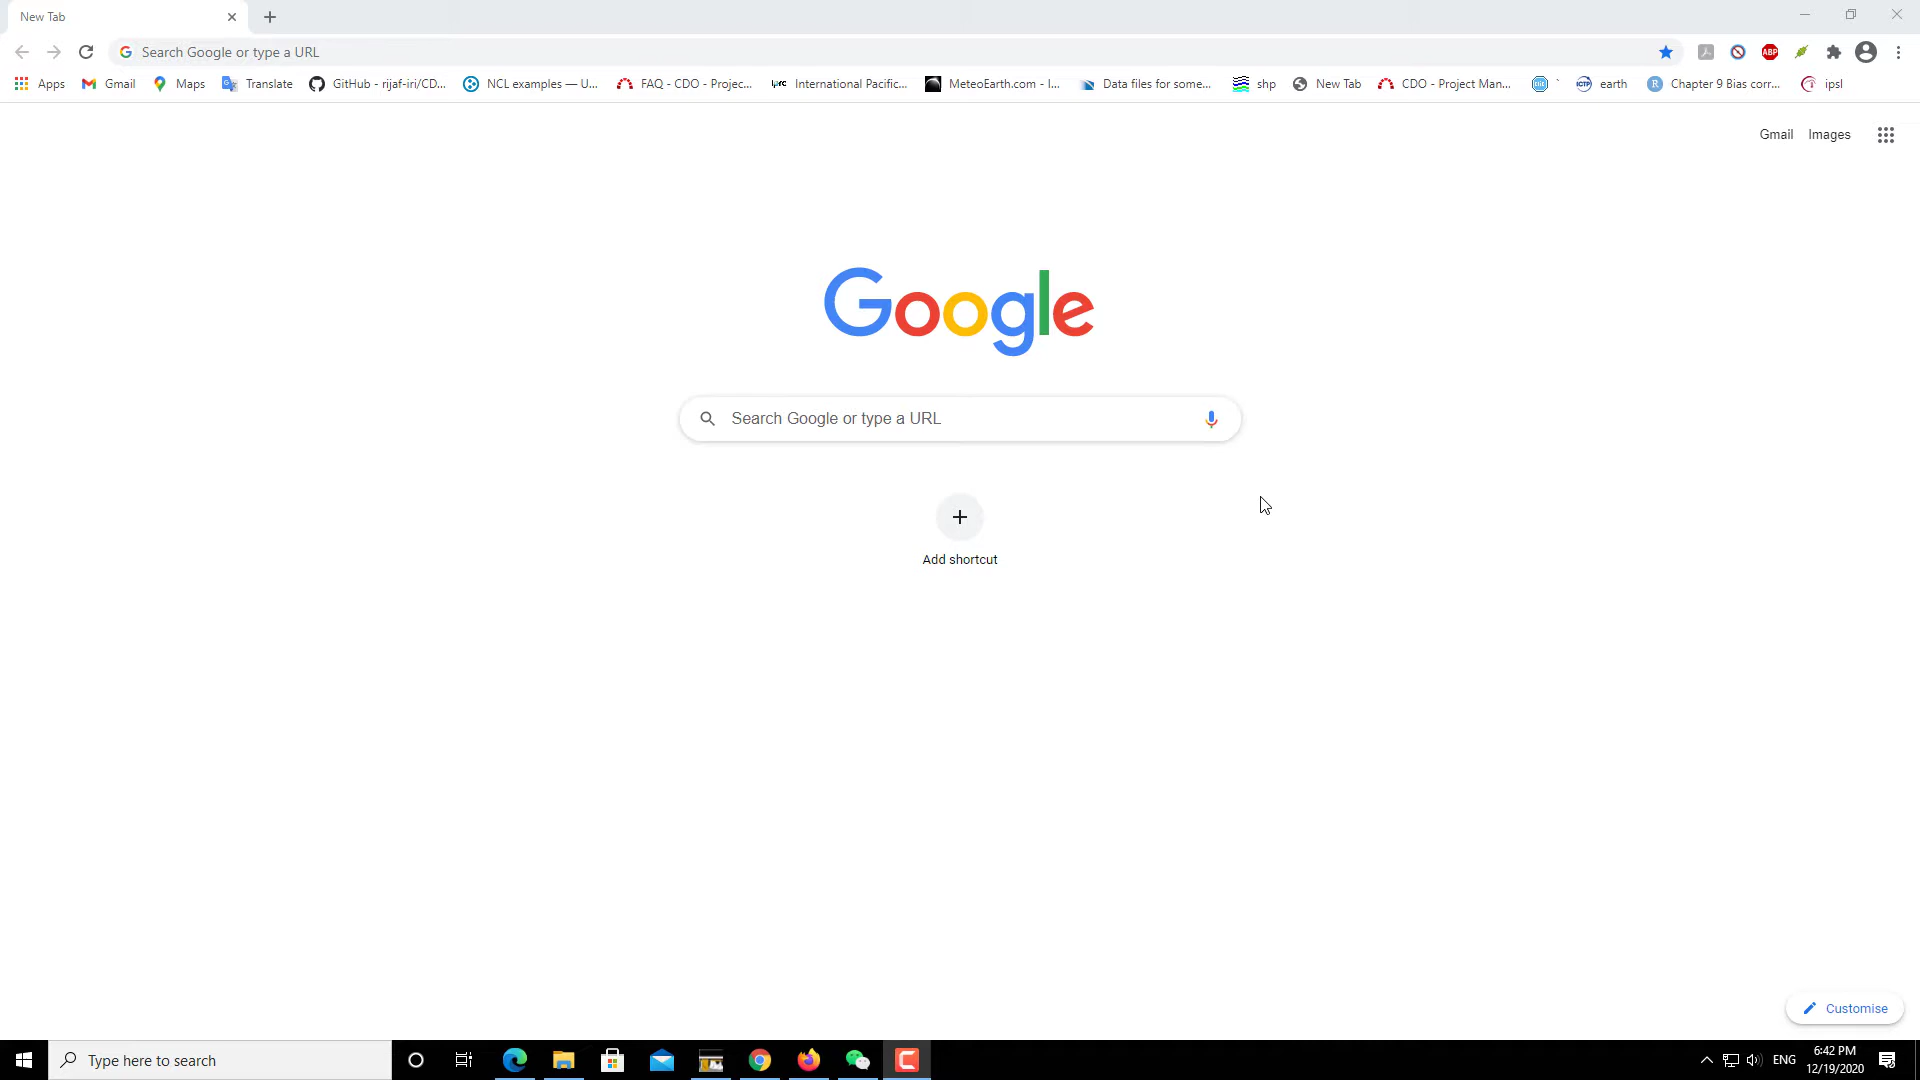 New Tab
Search Google or type a URL
ABP
Apps Gmail Maps Translate GitHub - rijaf-iri/CD... NCL examples — U... FAQ - CDO - Projec... International Pacific... MeteoEarth.com - I... Data files for some... shp New Tab CDO - Project Man... ` ICTP earth R Chapter 9 Bias corr... ipsl
Gmail Images
Google
Search Google or type a URL
Add shortcut
Customise
Type here to search
ENG
6:42 PM
12/19/2020